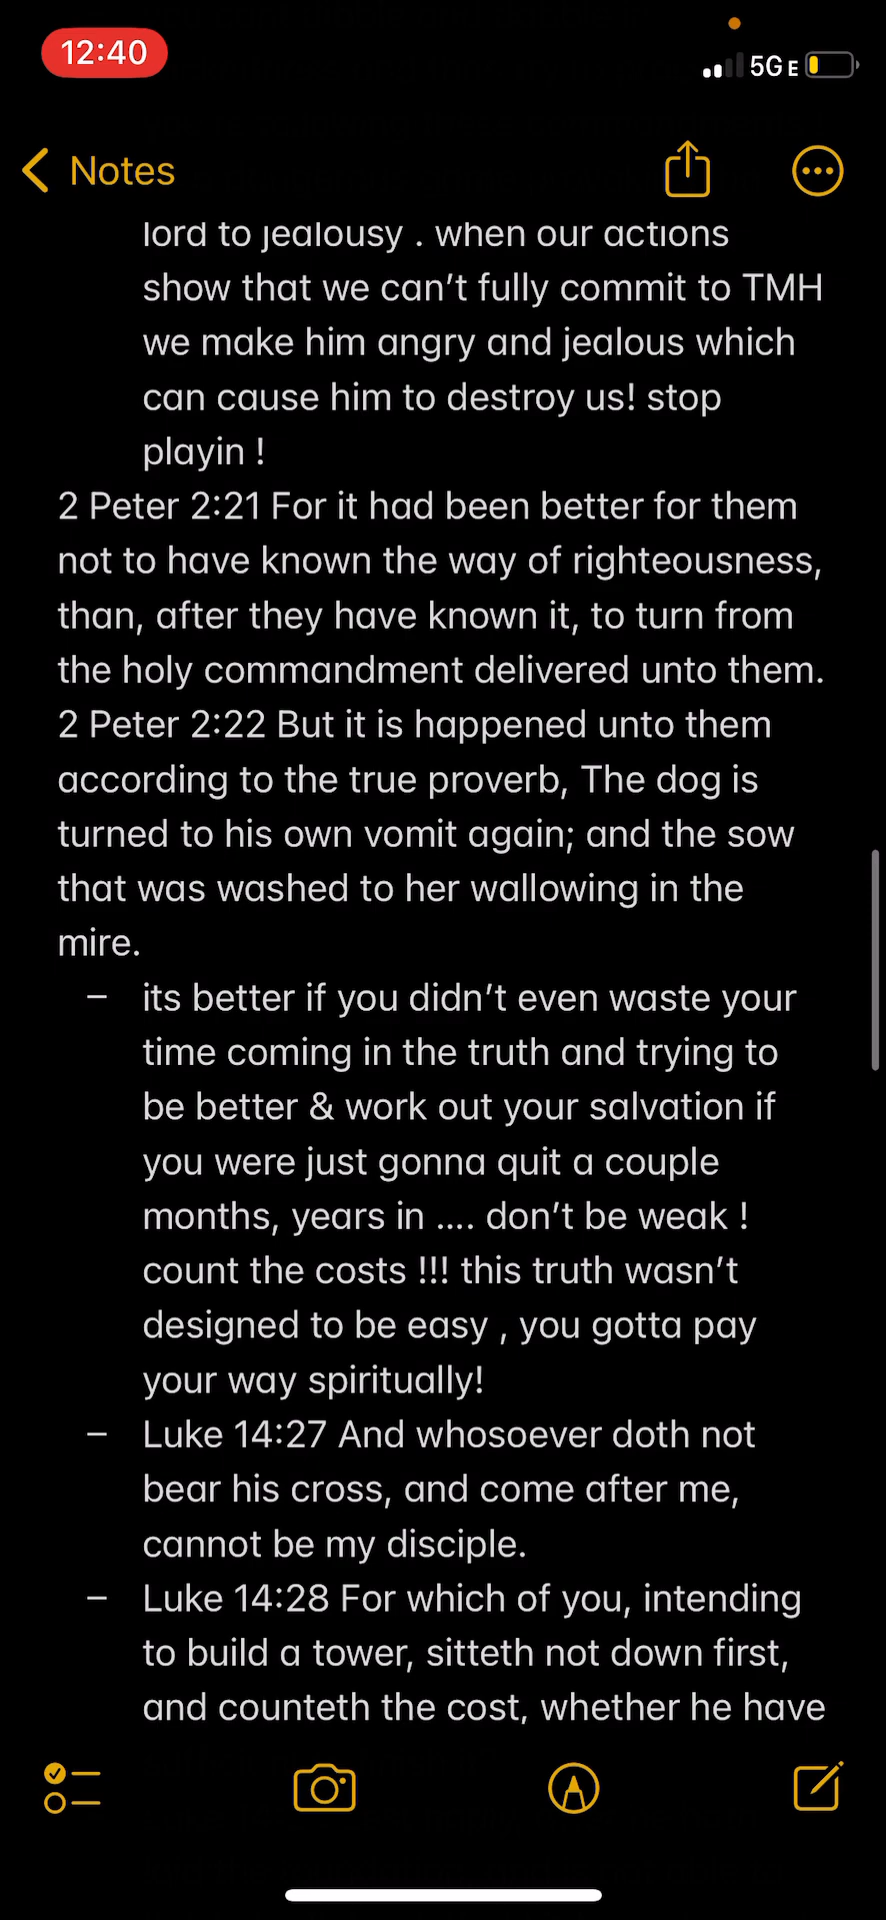 12:40
5G E
Notes
lord to jealousy . when our actions
show that we can’t fully commit to TMH
we make him angry and jealous which
can cause him to destroy us! stop
playin !
2 Peter 2:21 For it had been better for them
not to have known the way of righteousness,
than, after they have known it, to turn from
the holy commandment delivered unto them.
2 Peter 2:22 But it is happened unto them
according to the true proverb, The dog is
turned to his own vomit again; and the sow
that was washed to her wallowing in the
mire.
– its better if you didn’t even waste your
time coming in the truth and trying to
be better & work out your salvation if
you were just gonna quit a couple
months, years in .... don’t be weak !
count the costs !!! this truth wasn’t
designed to be easy , you gotta pay
your way spiritually!
– Luke 14:27 And whosoever doth not
bear his cross, and come after me,
cannot be my disciple.
– Luke 14:28 For which of you, intending
to build a tower, sitteth not down first,
and counteth the cost, whether he have